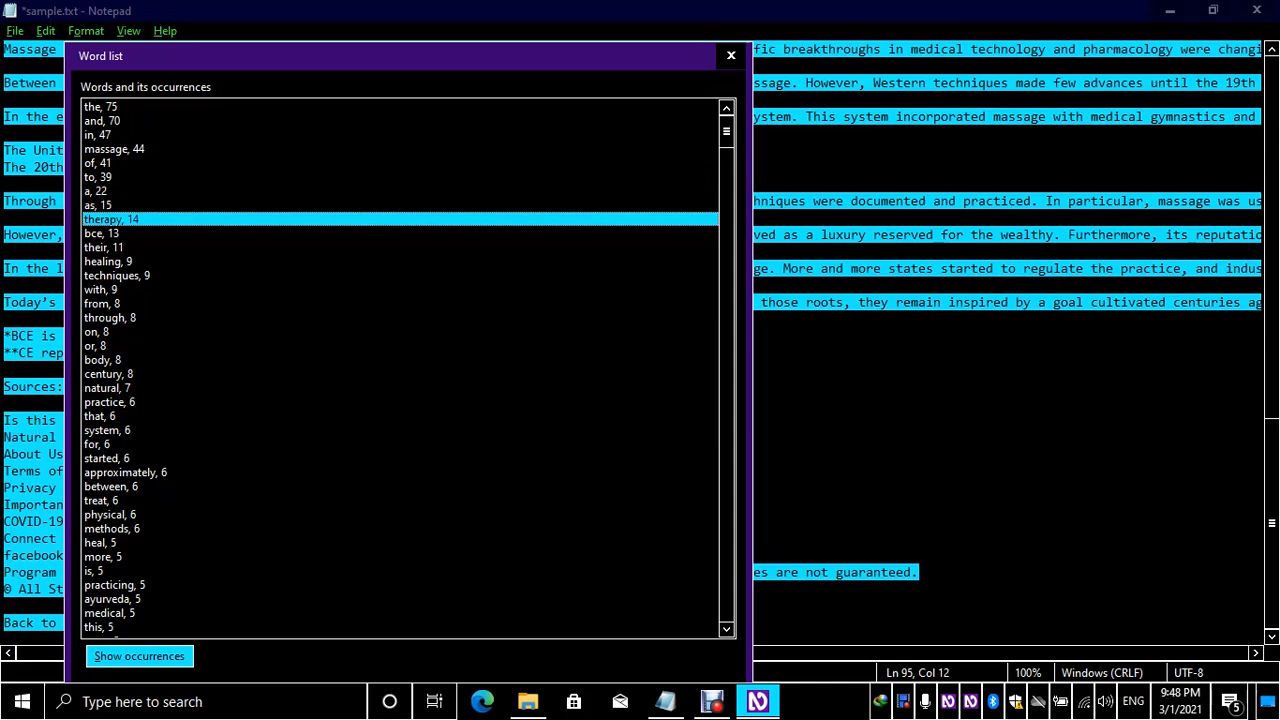 *sample.txt - Notepad
File Edit Format View Help
Word list
Words and its occurrences
the, 75
and, 70
in, 47
massage, 44
of, 41
to, 39
a, 22
as, 15
therapy, 14
bce, 13
their, 11
healing, 9
techniques, 9
with, 9
from, 8
through, 8
on, 8
or, 8
body, 8
century, 8
natural, 7
practice, 6
that, 6
system, 6
for, 6
started, 6
approximately, 6
between, 6
treat, 6
physical, 6
methods, 6
heal, 5
more, 5
is, 5
practicing, 5
ayurveda, 5
medical, 5
this, 5
Show occurrences
Massage
Between
In the e
The Unit
The 20th
Through
However,
In the l
Today’s
*BCE is
**CE rep
Sources:
Is this
Natural
About Us
Terms of
Privacy
Importan
COVID-19
Connect
facebook
Program
© All St
Back to
fic breakthroughs in medical technology and pharmacology were changi
ssage. However, Western techniques made few advances until the 19th
ystem. This system incorporated massage with medical gymnastics and
hniques were documented and practiced. In particular, massage was us
ved as a luxury reserved for the wealthy. Furthermore, its reputatio
ge. More and more states started to regulate the practice, and indus
those roots, they remain inspired by a goal cultivated centuries ag
es are not guaranteed.
Ln 95, Col 12 100% Windows (CRLF) UTF-8
Type here to search
ENG
9:48 PM
3/1/2021
5